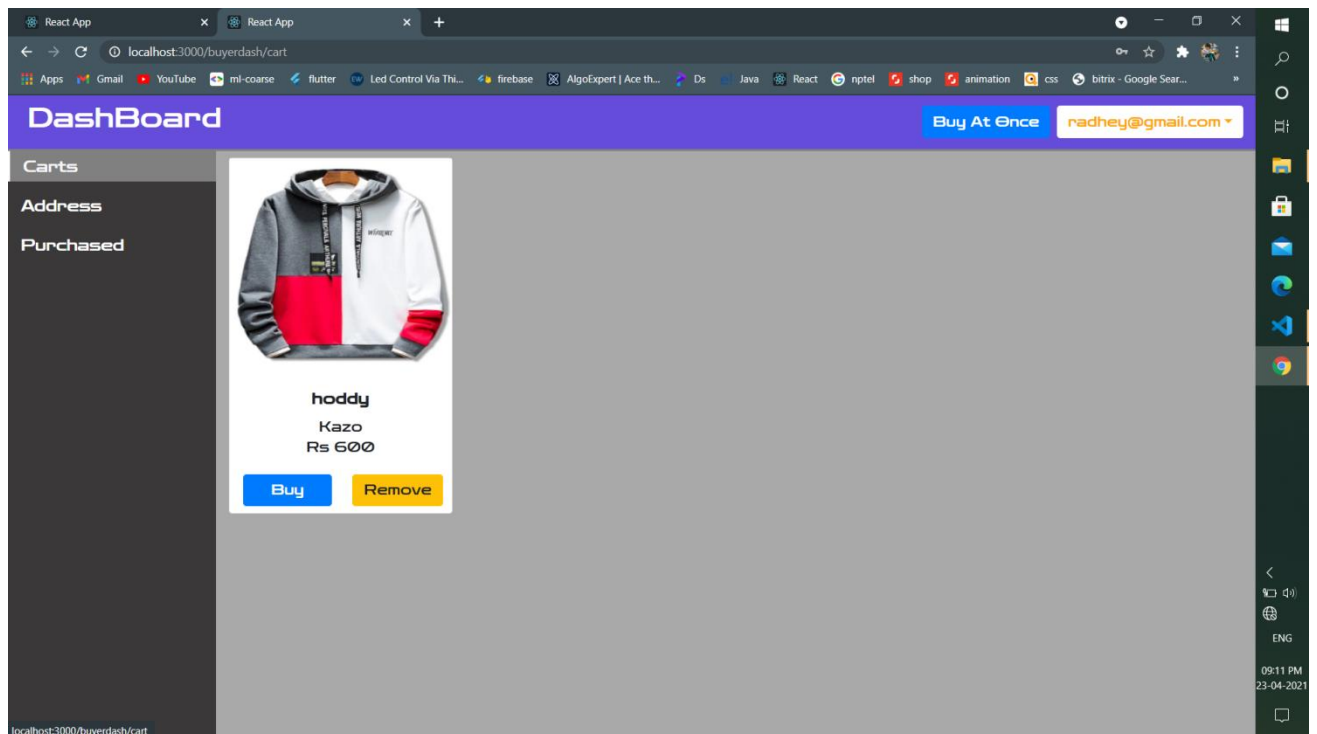 React App
React App
localhost:3000/buyerdash/cart
Apps Gmail YouTube ml-coarse flutter Led Control Via Thi... firebase AlgoExpert | Ace th... Ds Java React nptel shop animation css bitrix - Google Sear... »
DashBoard
Buy At Once
radhey@gmail.com
Carts
Address
Purchased
hoddy
Kazo
Rs 600
Buy
Remove
ENG
09:11 PM
23-04-2021
localhost:3000/buyerdash/cart